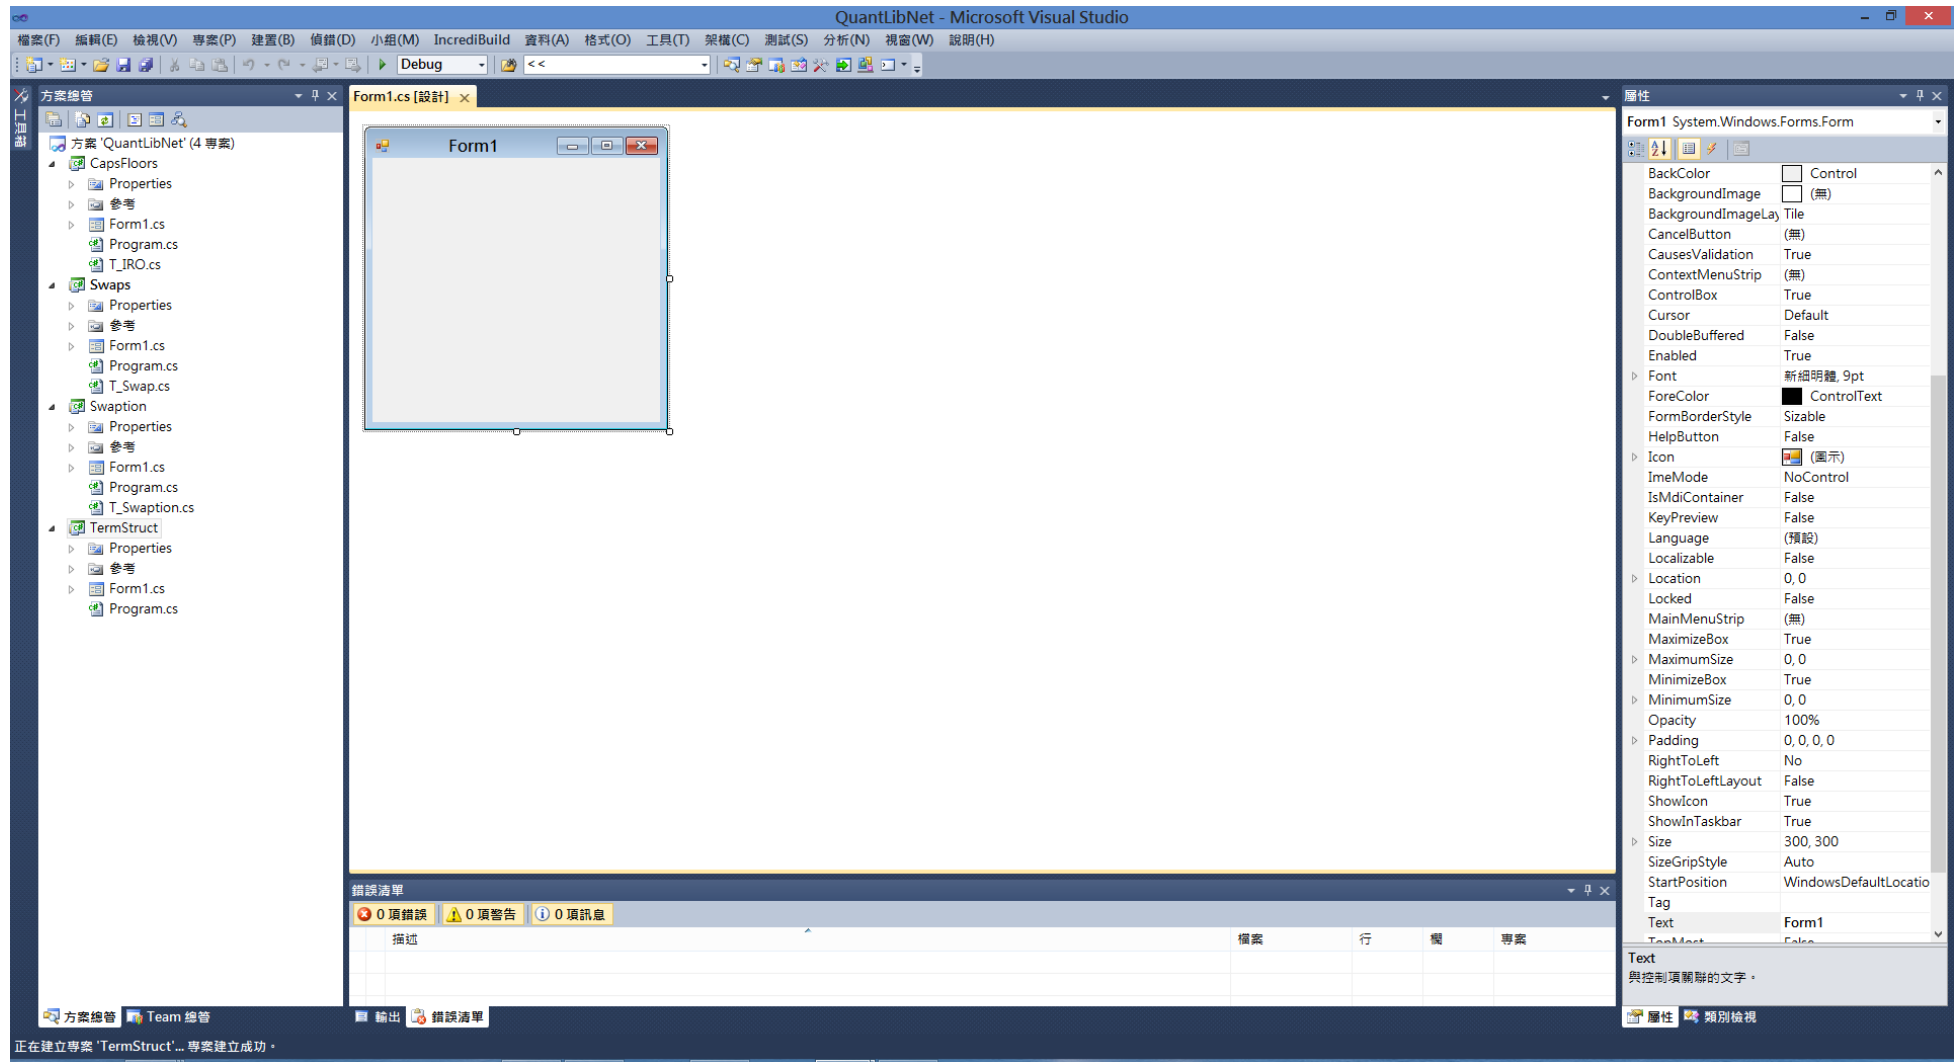 QuantLibNet - Microsoft Visual Studio
檔案(F) 編輯(E) 檢視(V) 專案(P) 建置(B) 偵錯(D) 小組(M) IncrediBuild 資料(A) 格式(O) 工具(T) 架構(C) 測試(S) 分析(N) 視窗(W) 說明(H)
Debug <<
工具箱
方案總管
方案 'QuantLibNet' (4 專案)
CapsFloors
Properties
參考
Form1.cs
Program.cs
T_IRO.cs
Swaps
Properties
參考
Form1.cs
Program.cs
T_Swap.cs
Swaption
Properties
參考
Form1.cs
Program.cs
T_Swaption.cs
TermStruct
Properties
參考
Form1.cs
Program.cs
方案總管 Team 總管
Form1.cs [設計]
Form1
錯誤清單
0 項錯誤 0 項警告 0 項訊息
描述 檔案 行 欄 專案
輸出 錯誤清單
屬性
Form1 System.Windows.Forms.Form
BackColor Control
BackgroundImage (無)
BackgroundImageLay Tile
CancelButton (無)
CausesValidation True
ContextMenuStrip (無)
ControlBox True
Cursor Default
DoubleBuffered False
Enabled True
Font 新細明體, 9pt
ForeColor ControlText
FormBorderStyle Sizable
HelpButton False
Icon (圖示)
ImeMode NoControl
IsMdiContainer False
KeyPreview False
Language (預設)
Localizable False
Location 0, 0
Locked False
MainMenuStrip (無)
MaximizeBox True
MaximumSize 0, 0
MinimizeBox True
MinimumSize 0, 0
Opacity 100%
Padding 0, 0, 0, 0
RightToLeft No
RightToLeftLayout False
ShowIcon True
ShowInTaskbar True
Size 300, 300
SizeGripStyle Auto
StartPosition WindowsDefaultLocatio
Tag
Text Form1
TopMost False
Text
與控制項關聯的文字。
屬性 類別檢視
正在建立專案 'TermStruct'... 專案建立成功。